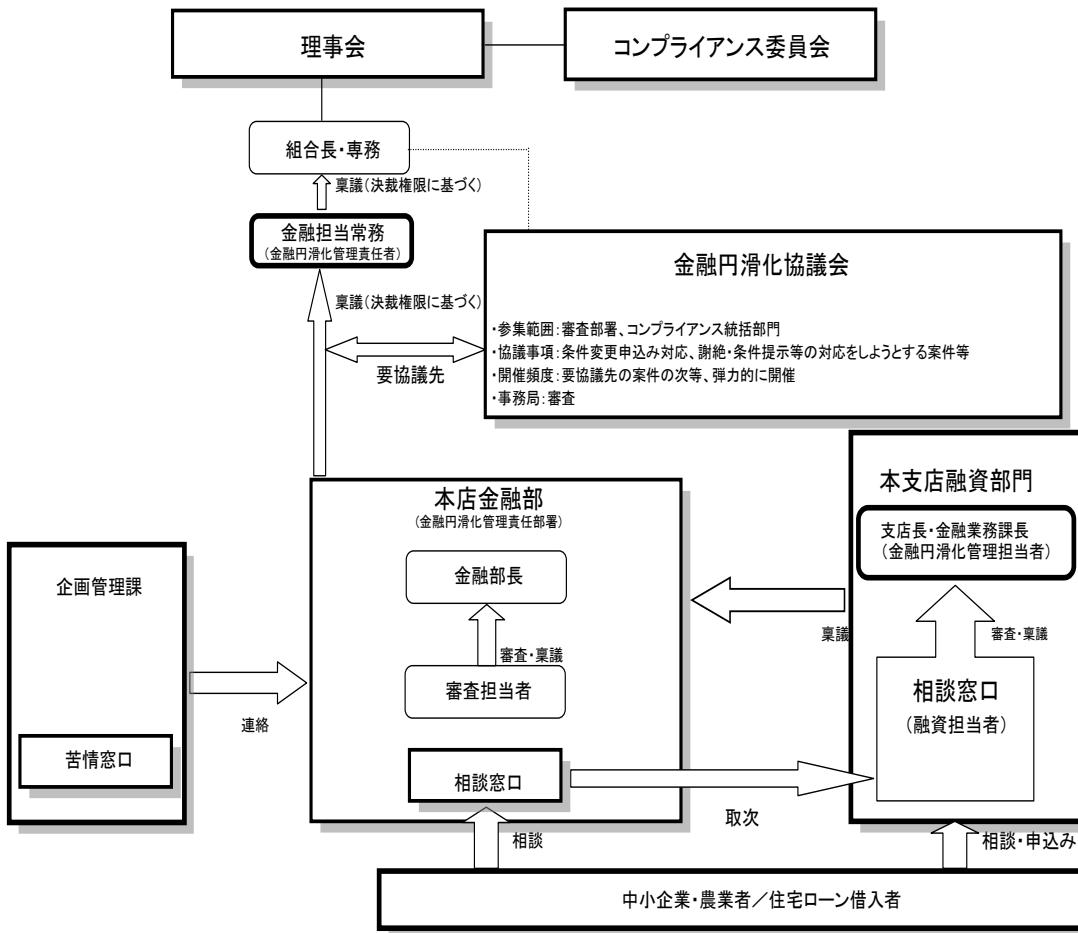 理事会
コンプライアンス委員会
組合長・専務
稟議(決裁権限に基づく)
金融担当常務
(金融円滑化管理責任者)
稟議(決裁権限に基づく)
要協議先
金融円滑化協議会
・参集範囲:審査部署、コンプライアンス統括部門
・協議事項:条件変更申込み対応、謝絶・条件提示等の対応をしようとする案件等
・開催頻度:要協議先の案件の次等、弾力的に開催
・事務局:審査
本店金融部
(金融円滑化管理責任部署)
金融部長
審査・稟議
審査担当者
相談窓口
本支店融資部門
支店長・金融業務課長
(金融円滑化管理担当者)
審査・稟議
稟議
相談窓口
(融資担当者)
企画管理課
苦情窓口
連絡
取次
相談
相談・申込み
中小企業・農業者/住宅ローン借入者